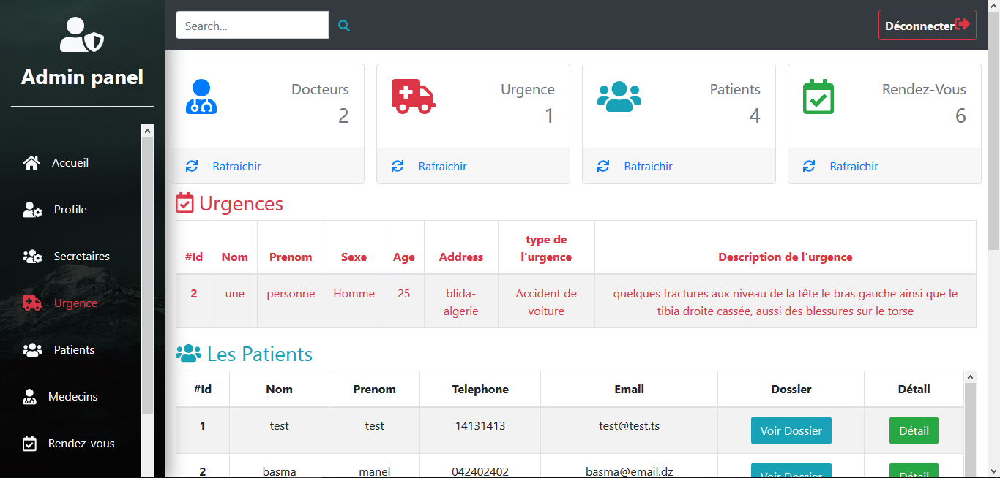 Admin panel
Accueil
Profile
Secretaires
Urgence
Patients
Medecins
Rendez-vous
Search...
Déconnecter
Docteurs
2
Rafraichir
Urgence
1
Rafraichir
Patients
4
Rafraichir
Rendez-Vous
6
Rafraichir
Urgences
#Id Nom Prenom Sexe Age Address type de l'urgence Description de l'urgence
2 une personne Homme 25 blida-algerie Accident de voiture quelques fractures aux niveau de la tête le bras gauche ainsi que le
tibia droite cassée, aussi des blessures sur le torse
Les Patients
#Id Nom Prenom Telephone Email Dossier Détail
1 test test 14131413 test@test.ts Voir Dossier Détail
2 basma manel 042402402 basma@email.dz Voir Dossier Détail